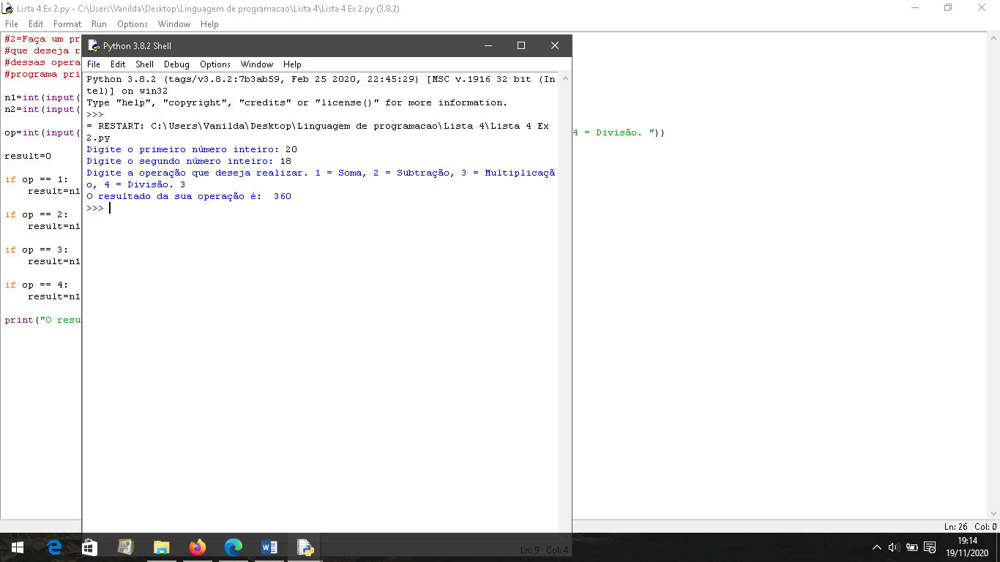 Lista 4 Ex 2.py - C:\Users\Vanilda\Desktop\Linguagem de programacao\Lista 4\Lista 4 Ex 2.py (3.8.2)
File Edit Format Run Options Window Help
#2=Faça um pr
#que deseja r
#dessas opera
#programa pri
n1=int(input(
n2=int(input(
op=int(input(
4 = Divisão. "))
result=0
if op == 1:
result=n1
if op == 2:
result=n1
if op == 3:
result=n1
if op == 4:
result=n1
print("O resu
Python 3.8.2 Shell
File Edit Shell Debug Options Window Help
Python 3.8.2 (tags/v3.8.2:7b3ab59, Feb 25 2020, 22:45:29) [MSC v.1916 32 bit (In
tel)] on win32
Type "help", "copyright", "credits" or "license()" for more information.
>>>
= RESTART: C:\Users\Vanilda\Desktop\Linguagem de programacao\Lista 4\Lista 4 Ex
2.py
Digite o primeiro número inteiro: 20
Digite o segundo número inteiro: 18
Digite a operação que deseja realizar. 1 = Soma, 2 = Subtração, 3 = Multiplicaçã
o, 4 = Divisão. 3
O resultado da sua operação é:  360
>>>
Ln: 26 Col: 0
Ln: 9 Col: 4
19:14
19/11/2020